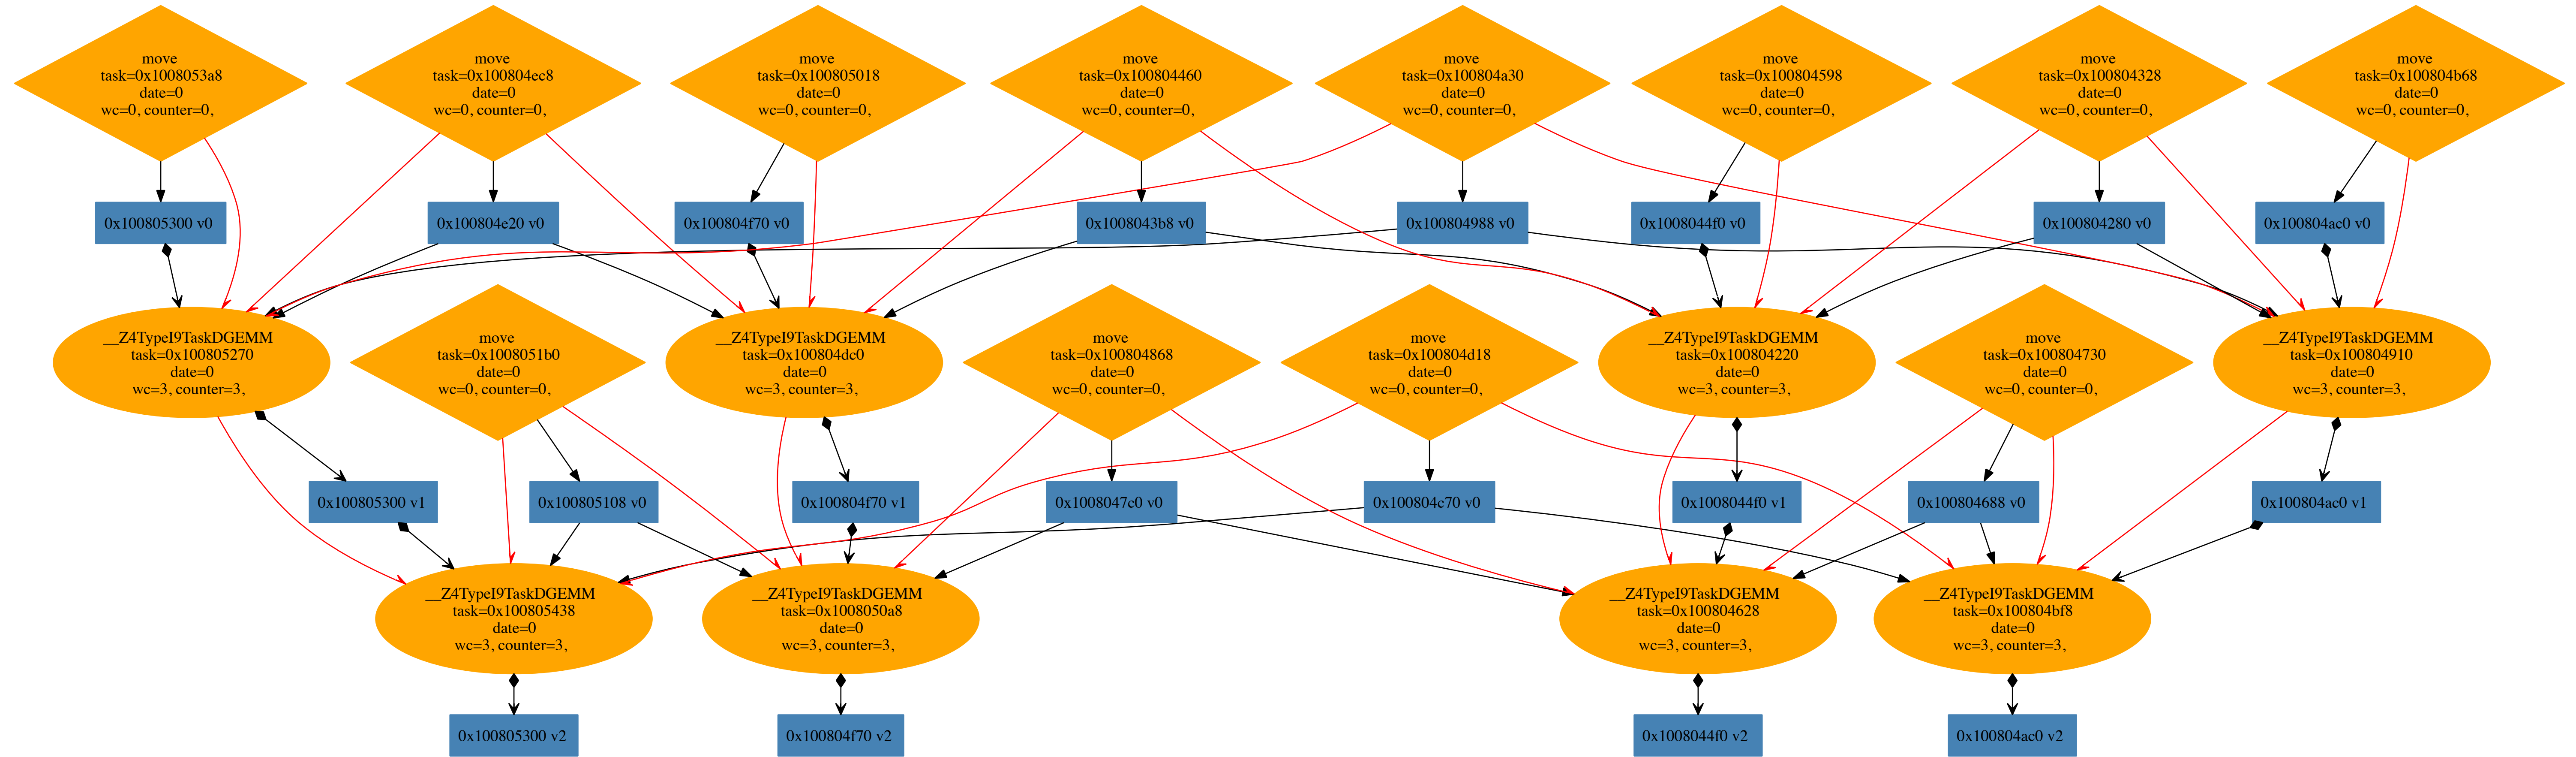 move
task=0x1008053a8
date=0
wc=0, counter=0,
move
task=0x100804ec8
date=0
wc=0, counter=0,
move
task=0x100805018
date=0
wc=0, counter=0,
move
task=0x100804460
date=0
wc=0, counter=0,
move
task=0x100804a30
date=0
wc=0, counter=0,
move
task=0x100804598
date=0
wc=0, counter=0,
move
task=0x100804328
date=0
wc=0, counter=0,
move
task=0x100804b68
date=0
wc=0, counter=0,
0x100805300 v0
0x100804e20 v0
0x100804f70 v0
0x1008043b8 v0
0x100804988 v0
0x1008044f0 v0
0x100804280 v0
0x100804ac0 v0
__Z4TypeI9TaskDGEMM
task=0x100805270
date=0
wc=3, counter=3,
move
task=0x1008051b0
date=0
wc=0, counter=0,
__Z4TypeI9TaskDGEMM
task=0x100804dc0
date=0
wc=3, counter=3,
move
task=0x100804868
date=0
wc=0, counter=0,
move
task=0x100804d18
date=0
wc=0, counter=0,
__Z4TypeI9TaskDGEMM
task=0x100804220
date=0
wc=3, counter=3,
move
task=0x100804730
date=0
wc=0, counter=0,
__Z4TypeI9TaskDGEMM
task=0x100804910
date=0
wc=3, counter=3,
0x100805300 v1
0x100805108 v0
0x100804f70 v1
0x1008047c0 v0
0x100804c70 v0
0x1008044f0 v1
0x100804688 v0
0x100804ac0 v1
__Z4TypeI9TaskDGEMM
task=0x100805438
date=0
wc=3, counter=3,
__Z4TypeI9TaskDGEMM
task=0x1008050a8
date=0
wc=3, counter=3,
__Z4TypeI9TaskDGEMM
task=0x100804628
date=0
wc=3, counter=3,
__Z4TypeI9TaskDGEMM
task=0x100804bf8
date=0
wc=3, counter=3,
0x100805300 v2
0x100804f70 v2
0x1008044f0 v2
0x100804ac0 v2